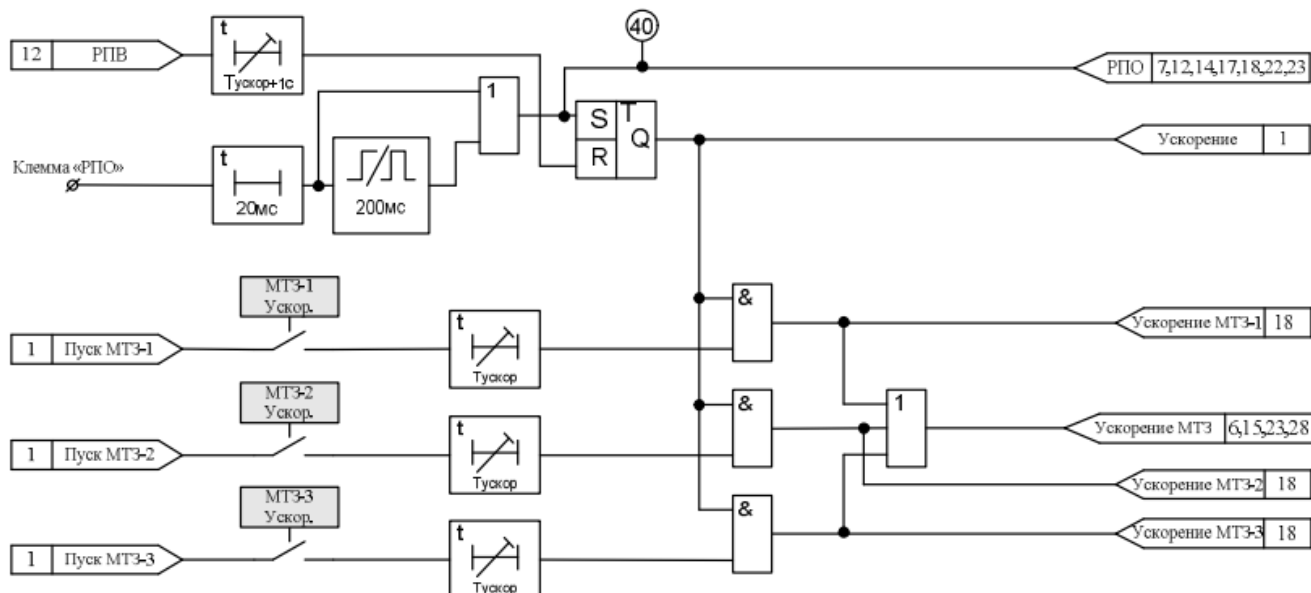 40
t
12 РПВ
Тускор+1с
РПО 7,12,14,17,18,22,23
1
S T
Q
R
Ускорение 1
Клемма «РПО»
t
20мс
200мс
МТЗ-1
Ускор.
&
t
Ускорение МТЗ-1 18
1 Пуск МТЗ-1
Тускор
МТЗ-2
Ускор.
&
1
t
Ускорение МТЗ 6,15,23,28
1 Пуск МТЗ-2
Тускор
Ускорение МТЗ-2 18
МТЗ-3
Ускор.
&
t
Ускорение МТЗ-3 18
1 Пуск МТЗ-3
Тускор